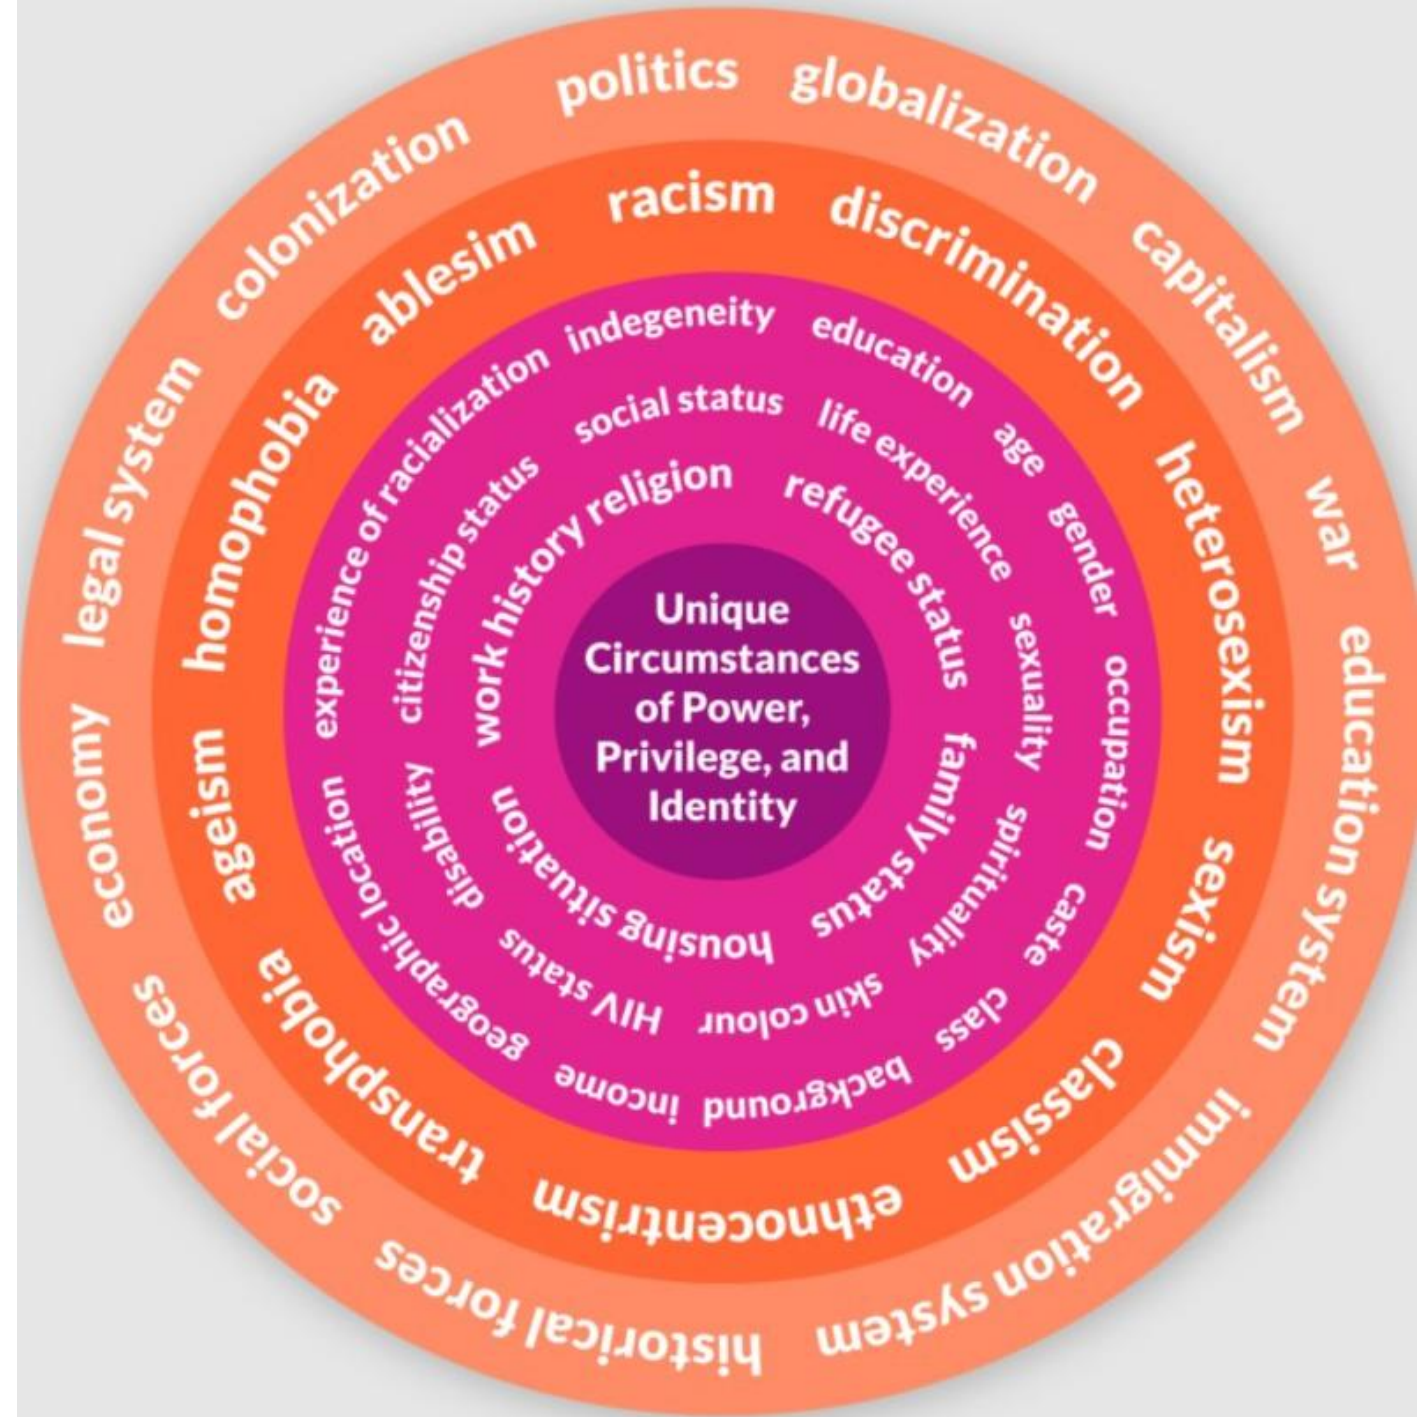 politics
globalization
capitalism
war
education system
immigration system
historical forces
social forces
economy
legal system
colonization
racism
discrimination
heterosexism
sexism
classism
ethnocentrism
transphobia
ageism
homophobia
ablesim
indegeneity
education
age
gender
occupation
caste
class
background
income
geographic location
experience of racialization
social status
life experience
sexuality
spirituality
skin colour
HIV status
disability
citizenship status
religion
refugee status
family status
housing situation
work history
Unique
Circumstances
of Power,
Privilege, and
Identity